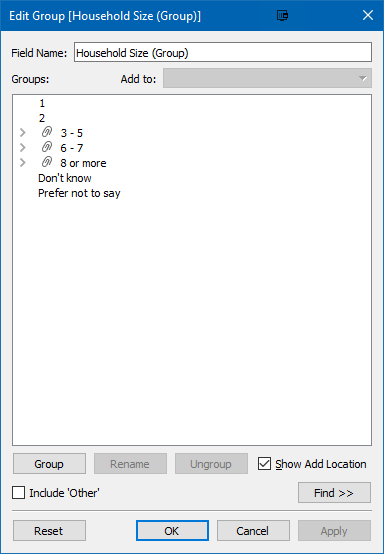 Edit Group [Household Size (Group)]
Field Name: Household Size (Group)
Groups: Add to:
1
2
3 - 5
6 - 7
8 or more
Don't know
Prefer not to say
Group Rename Ungroup Show Add Location
Include 'Other' Find >>
Reset OK Cancel Apply